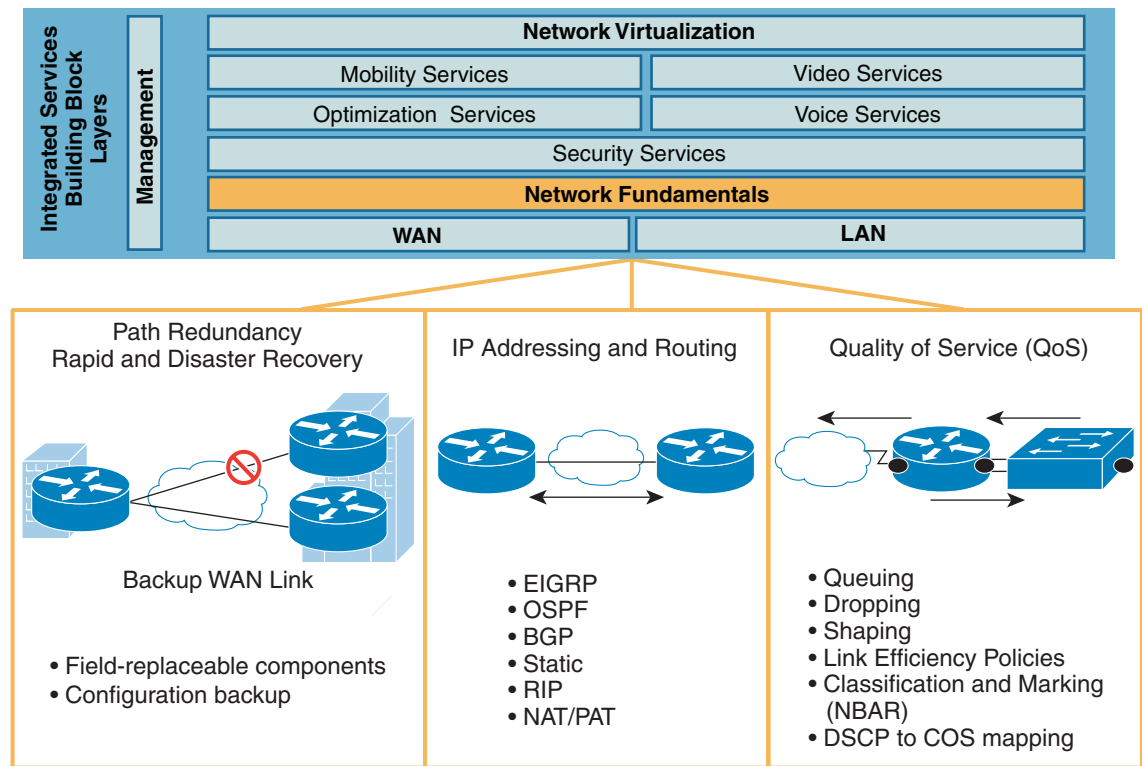 Integrated Services
Building Block
Layers
Management
Network Virtualization
Mobility Services
Video Services
Optimization Services
Voice Services
Security Services
Network Fundamentals
WAN
LAN
Path Redundancy
Rapid and Disaster Recovery
Backup WAN Link
• Field-replaceable components
• Configuration backup
IP Addressing and Routing
• EIGRP
• OSPF
• BGP
• Static
• RIP
• NAT/PAT
Quality of Service (QoS)
• Queuing
• Dropping
• Shaping
• Link Efficiency Policies
• Classification and Marking
(NBAR)
• DSCP to COS mapping